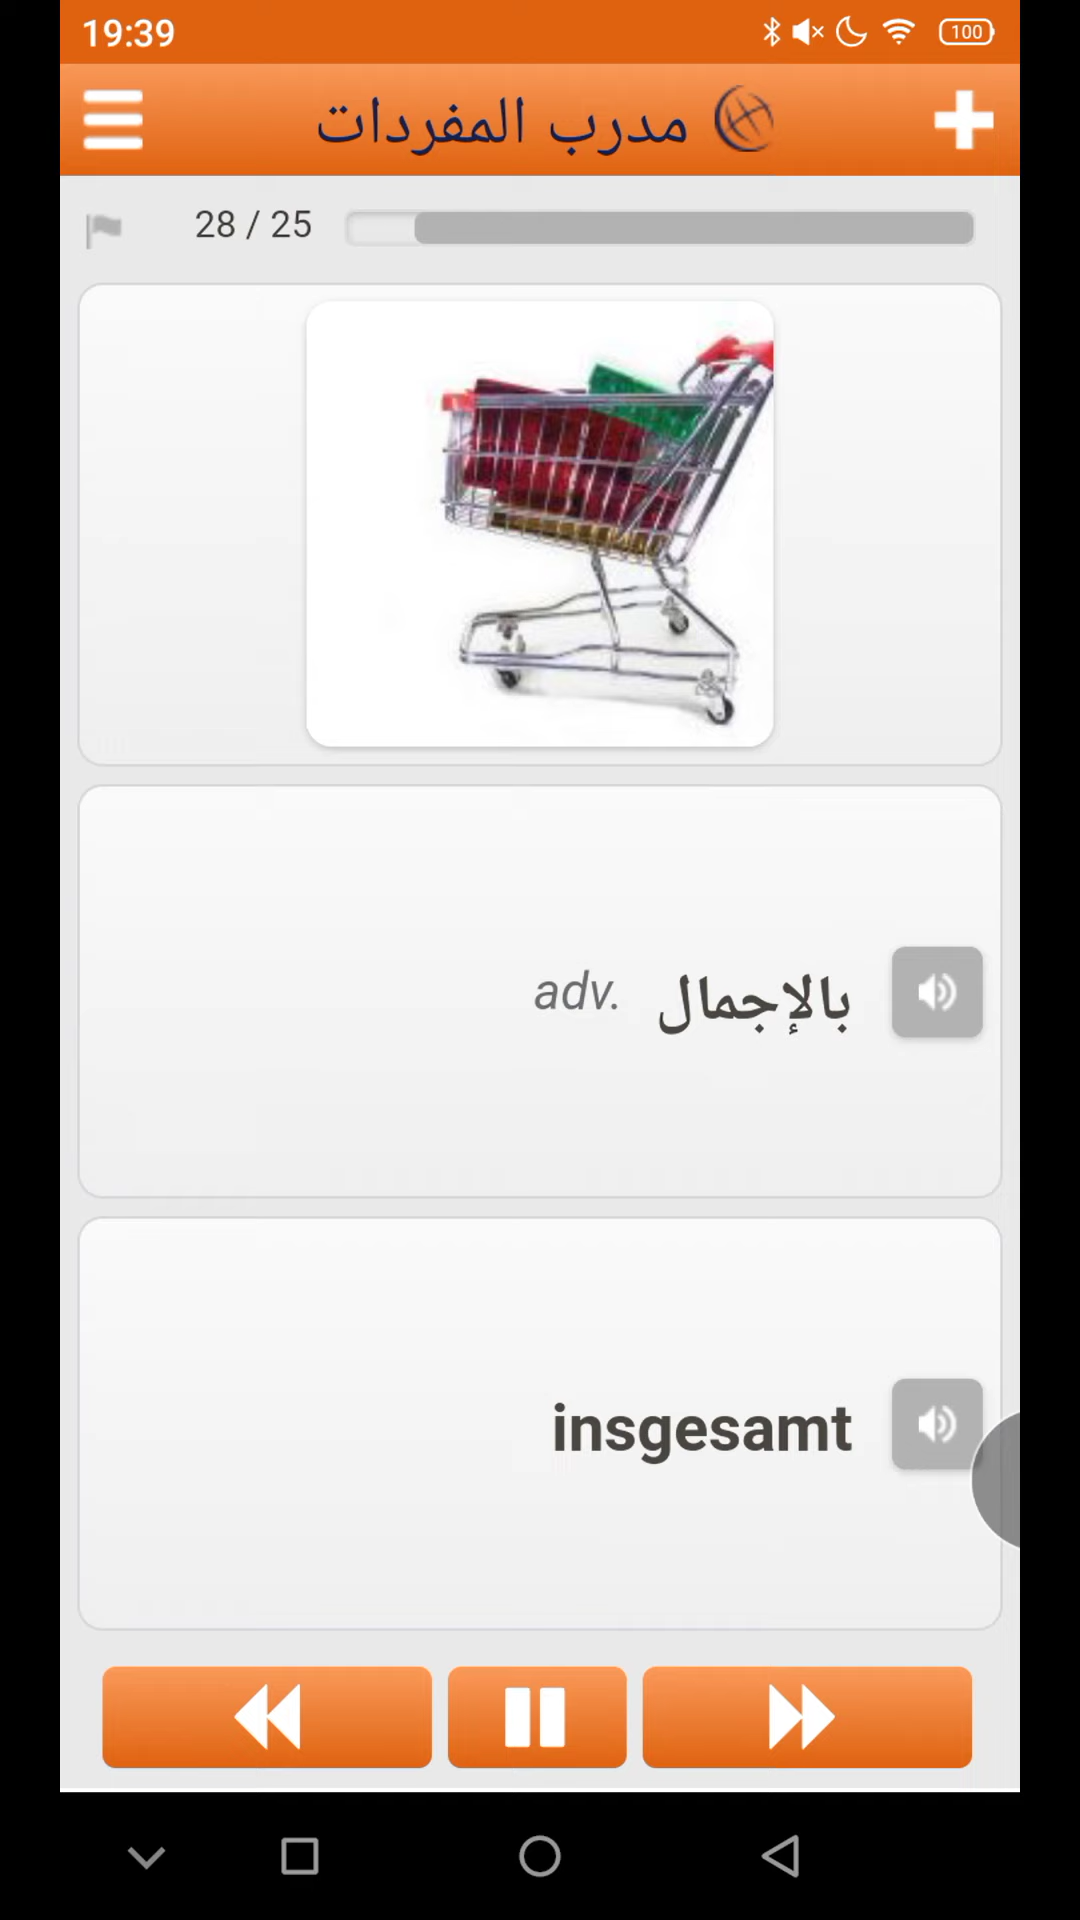 19:39
100
مدرب المفردات
28 / 25
بالإجمال adv.
insgesamt